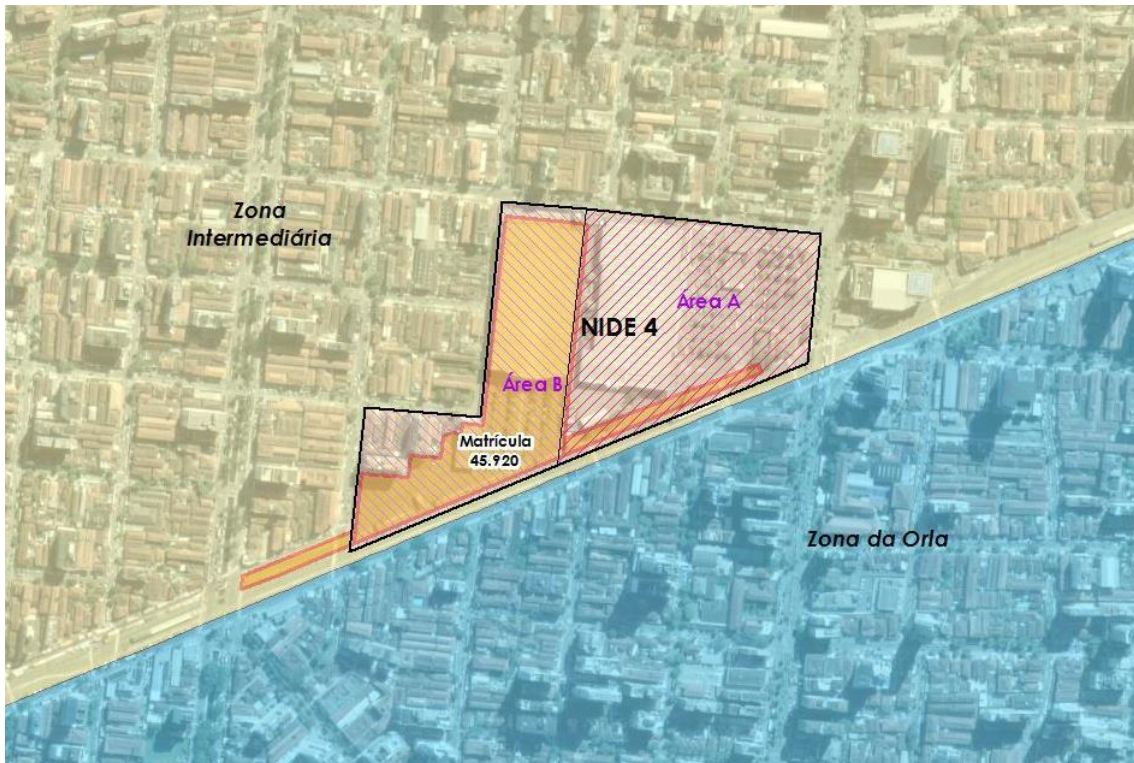 Zona
Intermediária
Área A
NIDE 4
Área B
Matrícula
45.920
Zona da Orla